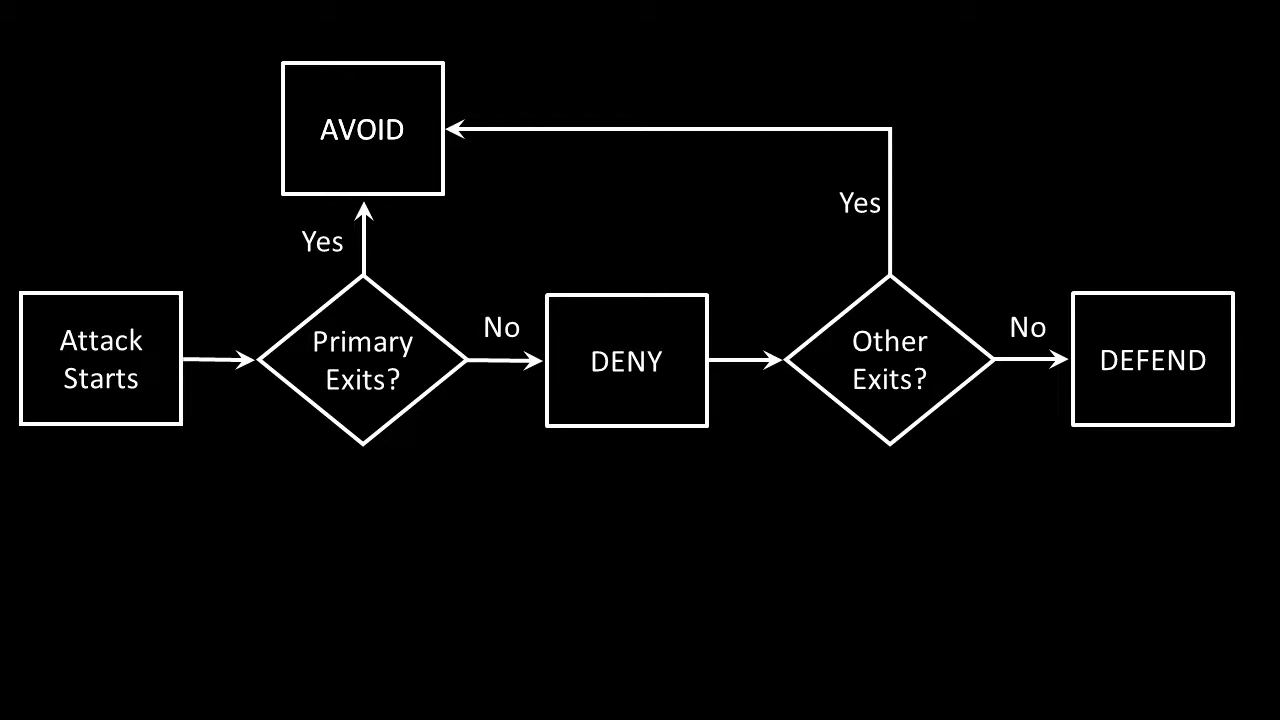 AVOID
Yes
Yes
Attack
Starts
Primary
Exits?
No
DENY
Other
Exits?
No
DEFEND